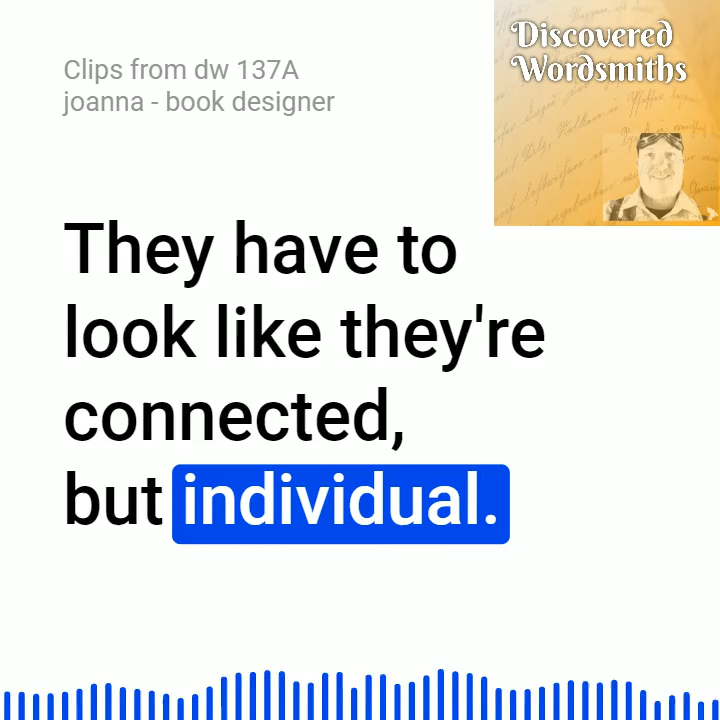 Discovered
Wordsmiths
Clips from dw 137A
joanna - book designer
They have to
look like they're
connected,
but individual.